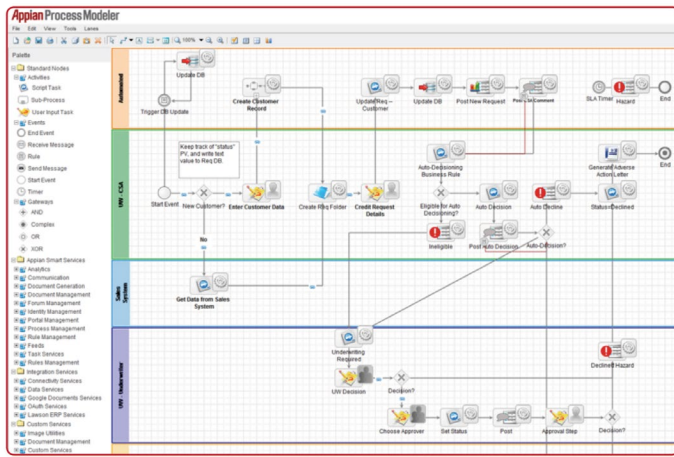 Appian Process Modeler
File Edit View Tools Lanes
100%
Palette
Standard Nodes
Activities
Script Task
Sub-Process
User Input Task
Events
End Event
Receive Message
Rule
Send Message
Start Event
Timer
Gateways
AND
Complex
OR
XOR
Appian Smart Services
Analytics
Communication
Document Generation
Document Management
Forum Management
Identity Management
Portal Management
Process Management
Rule Management
Feeds
Task Services
Rules Management
Integration Services
Connectivity Services
Data Services
Google Documents Services
OAuth Services
Lawson ERP Services
Custom Services
Image Utilities
Document Management
Custom Services
Automated
Update DB
Trigger DB Update
Create Customer
Record
Update Req --
Customer
Update DB
Post New Request
Comment
SLA Timer
Hazard
End
UW - CSA
Keep track of "status"
PV, and write text
value to Req DB.
Start Event
New Customer?
Enter Customer Data
Create Req Folder
Credit Request
Details
Auto-Decisioning
Business Rule
Eligible for Auto
Decisioning?
Auto Decision
Auto Decline
Generate Adverse
Action Letter
End
Status=Declined
Ineligible
Post Auto Decision
Auto-Decision?
No
Sales
System
Get Data from Sales
System
UW - Underwriter
Underwriting
Required
UW Decision
Decision?
Declined Hazard
Choose Approver
Set Status
Post
Approval Step
Decision?